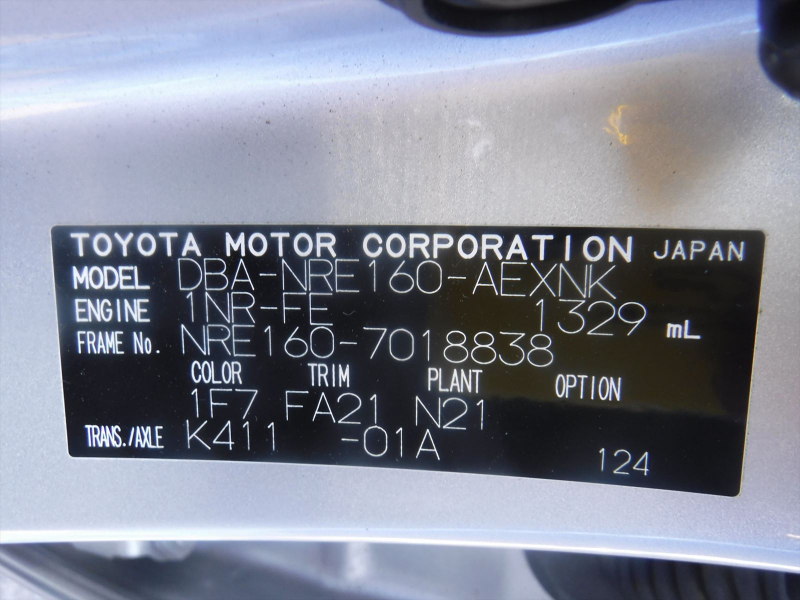 TOYOTA MOTOR CORPORATION JAPAN
MODEL DBA-NRE160-AEXNK
ENGINE 1NR-FE 1329 mL
FRAME No. NRE160-7018838
COLOR TRIM PLANT OPTION
1F7 FA21 N21
TRANS./AXLE K411 -01A
124